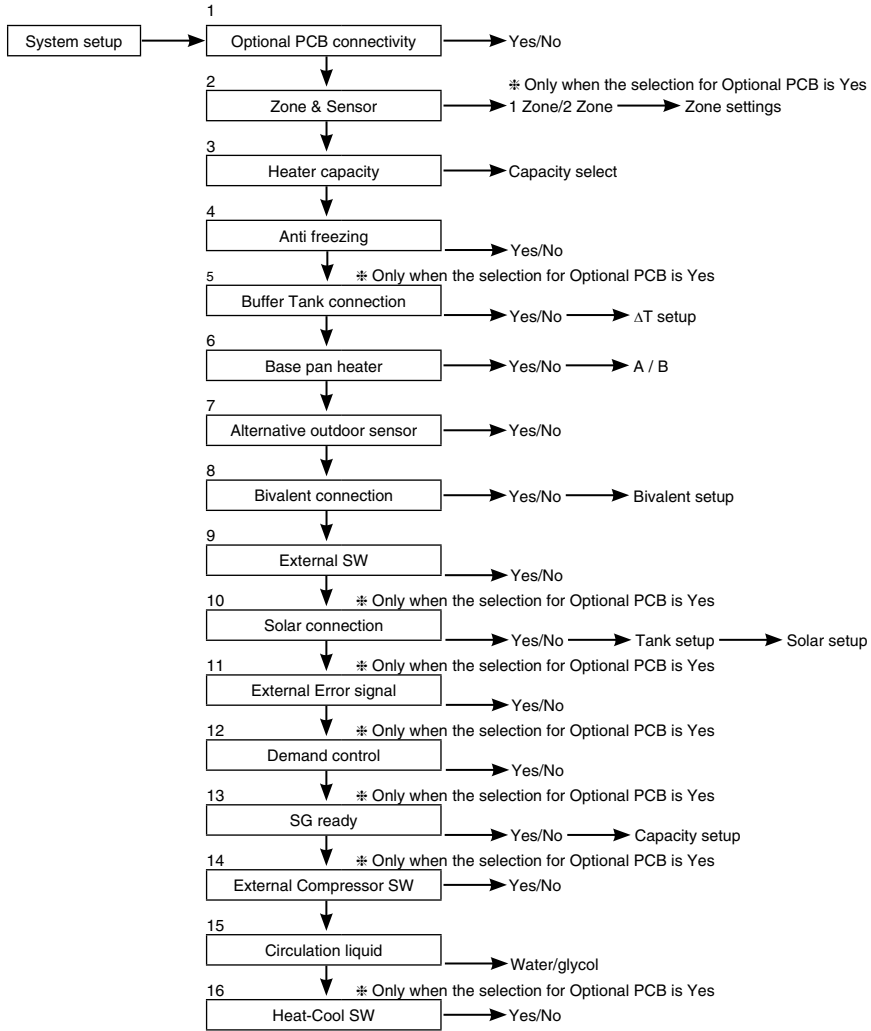 1
System setup Optional PCB connectivity Yes/No
2 ⁜ Only when the selection for Optional PCB is Yes
Zone & Sensor 1 Zone/2 Zone Zone settings
3
Heater capacity Capacity select
4
Anti freezing Yes/No
5 ⁜ Only when the selection for Optional PCB is Yes
Buffer Tank connection Yes/No ΔT setup
6
Base pan heater Yes/No A / B
7
Alternative outdoor sensor Yes/No
8
Bivalent connection Yes/No Bivalent setup
9
External SW Yes/No
10 ⁜ Only when the selection for Optional PCB is Yes
Solar connection Yes/No Tank setup Solar setup
11 ⁜ Only when the selection for Optional PCB is Yes
External Error signal Yes/No
12 ⁜ Only when the selection for Optional PCB is Yes
Demand control Yes/No
13 ⁜ Only when the selection for Optional PCB is Yes
SG ready Yes/No Capacity setup
14 ⁜ Only when the selection for Optional PCB is Yes
External Compressor SW Yes/No
15
Circulation liquid Water/glycol
16 ⁜ Only when the selection for Optional PCB is Yes
Heat-Cool SW Yes/No